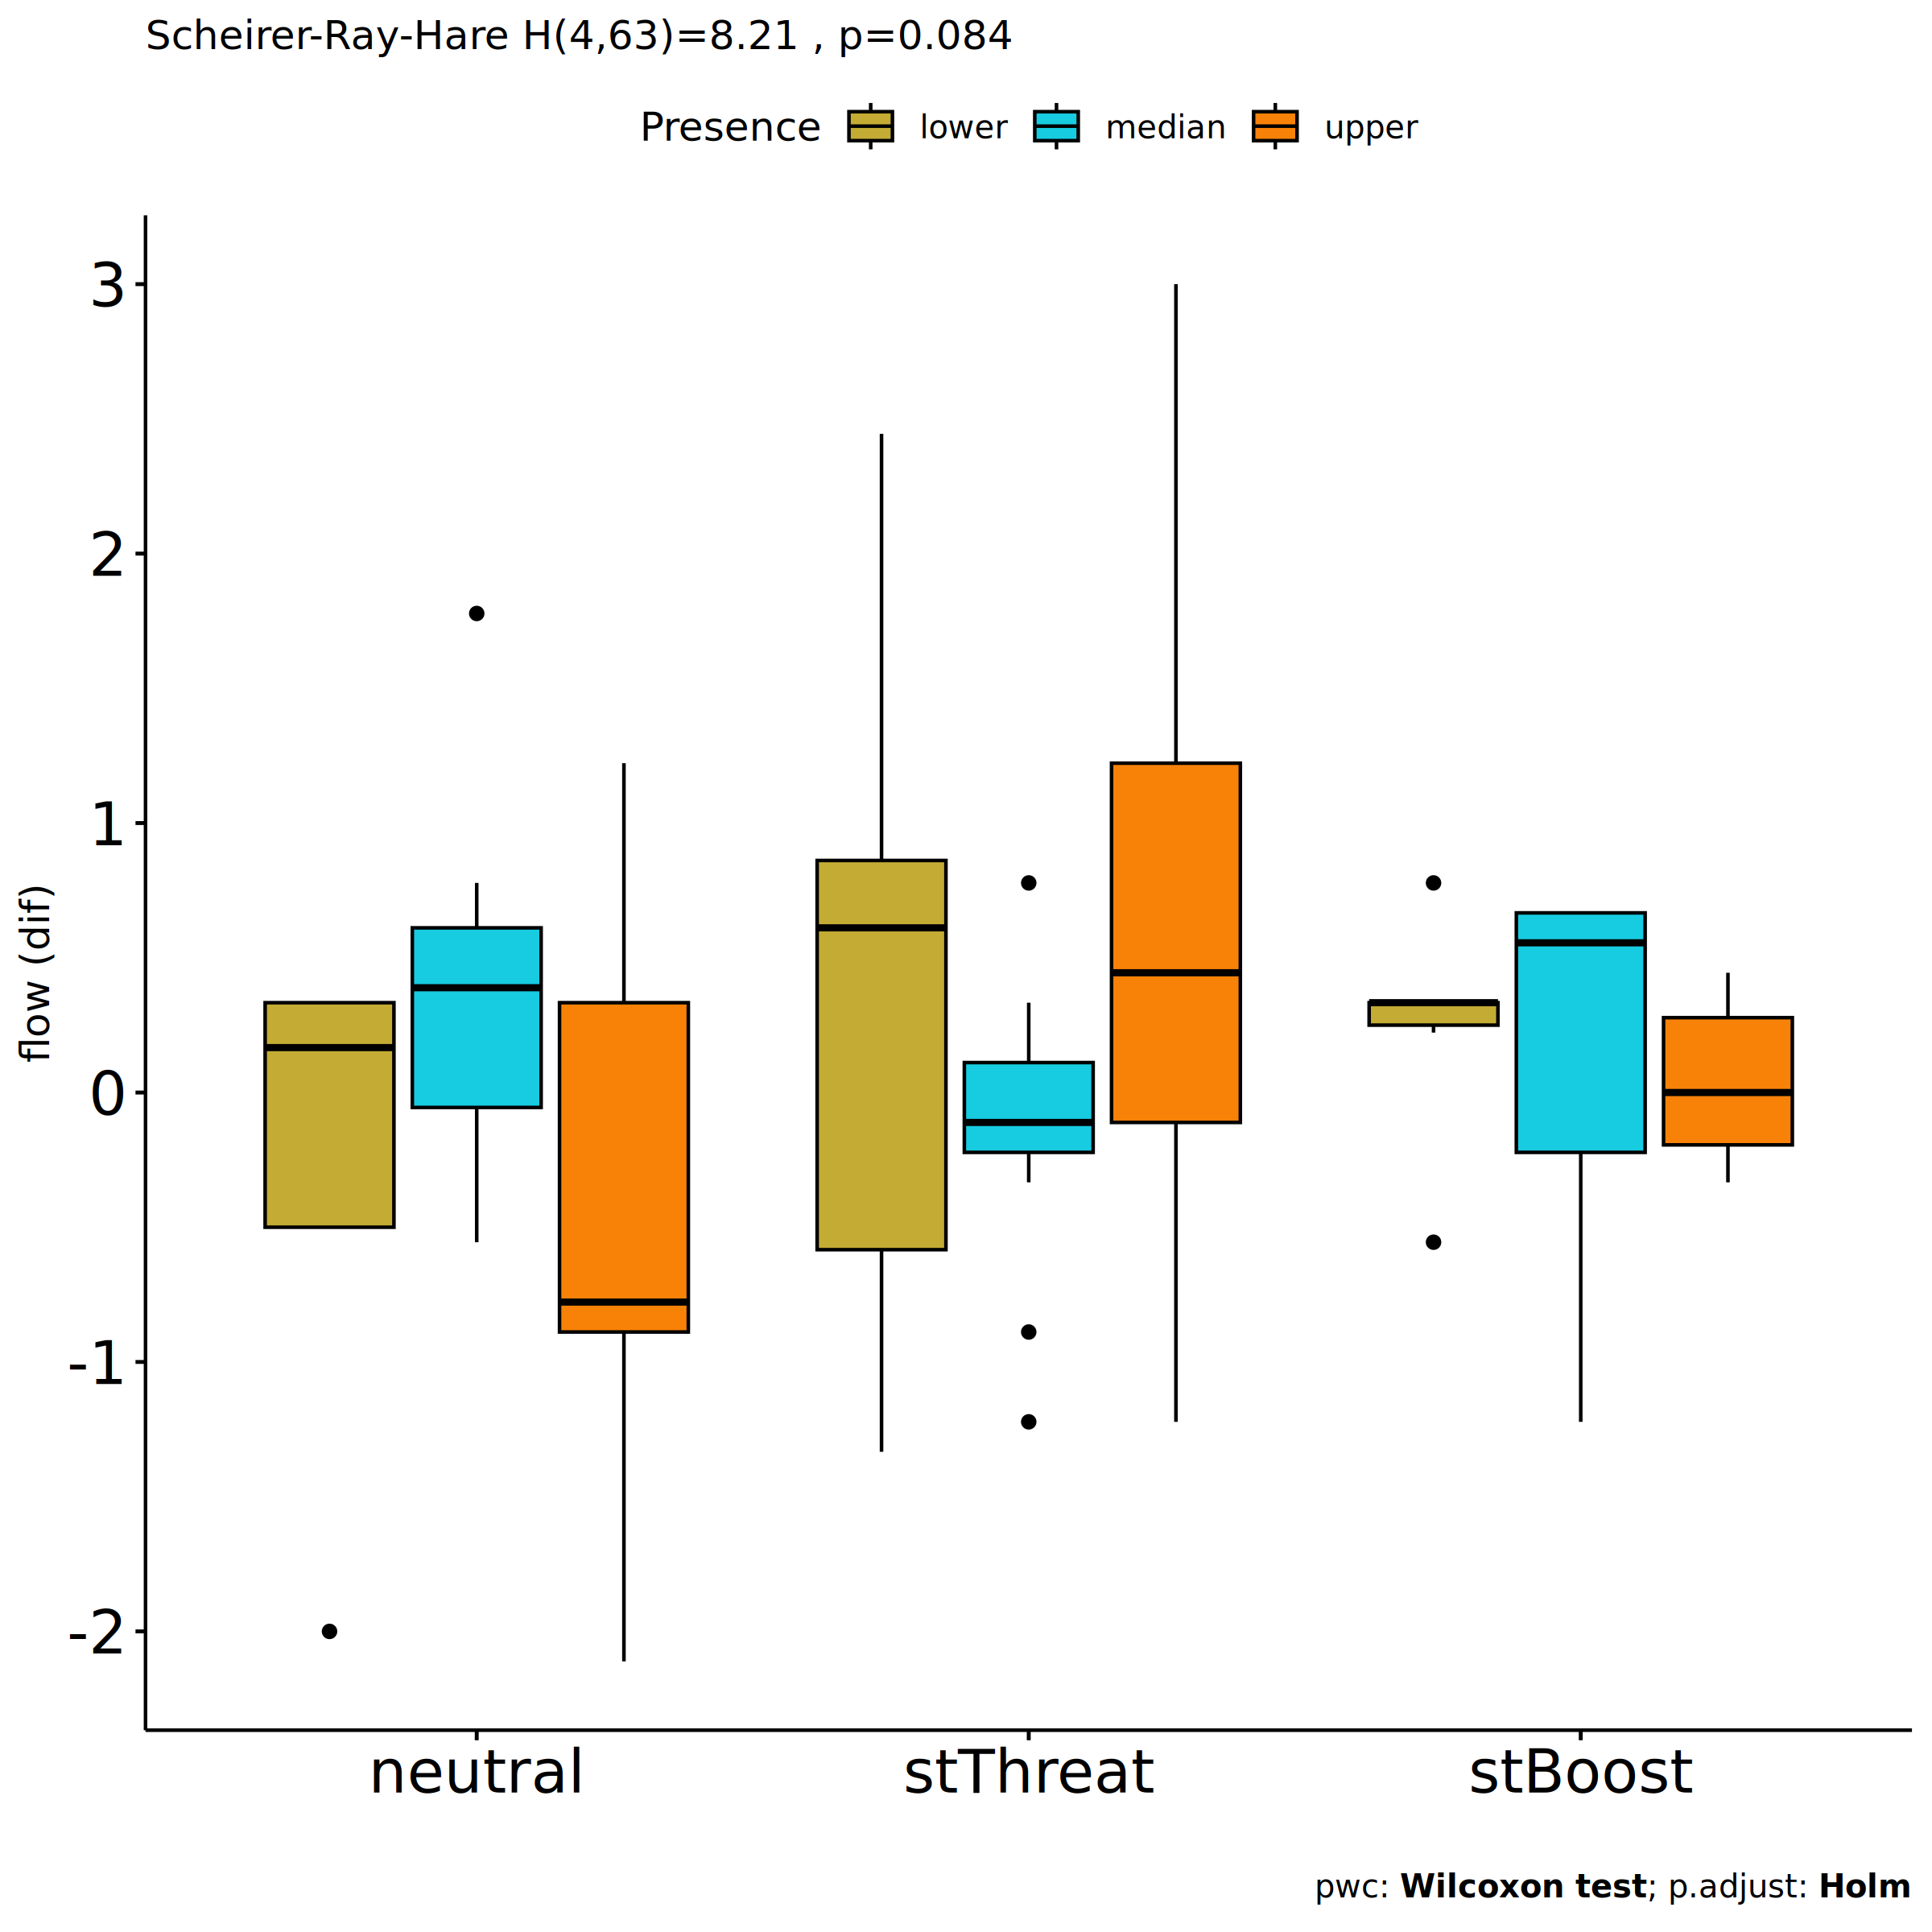 Scheirer-Ray-Hare H(4,63)=8.21 , p=0.084
Presence lower median upper
3
2
1
0
-1
-2
flow (dif)
neutral stThreat stBoost
pwc: Wilcoxon test; p.adjust: Holm